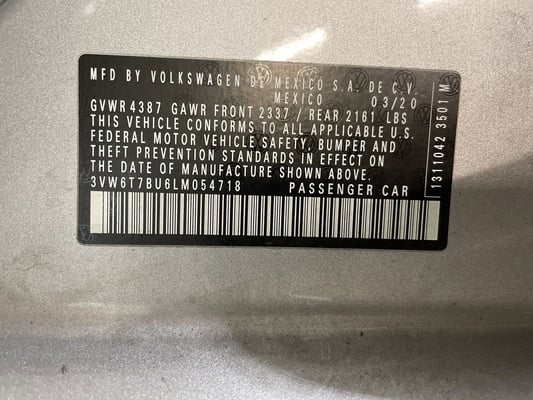 MFD BY VOLKSWAGEN DE MEXICO S.A. DE C.V.
MEXICO 03/20
GVWR 4387 GAWR FRONT 2337 / REAR 2161 LBS
THIS VEHICLE CONFORMS TO ALL APPLICABLE U.S.
FEDERAL MOTOR VEHICLE SAFETY, BUMPER AND
THEFT PREVENTION STANDARDS IN EFFECT ON
THE DATE OF MANUFACTURE SHOWN ABOVE.
3VW6T7BU6LM054718 PASSENGER CAR
13110423501 M